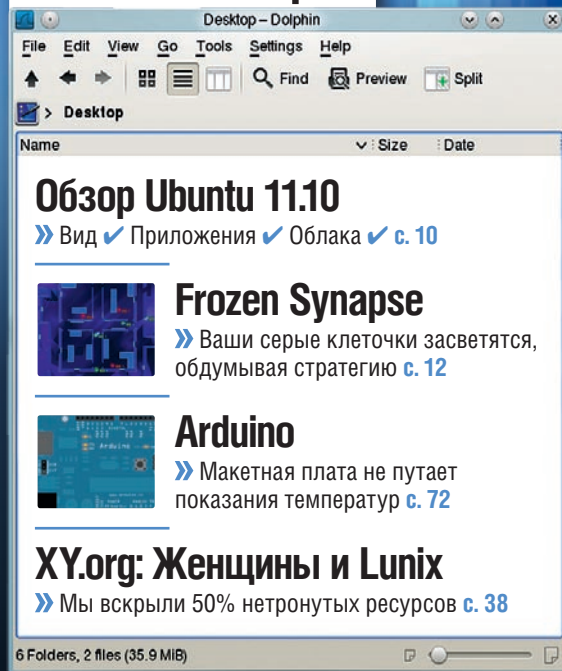 Desktop – Dolphin
File Edit View Go Tools Settings Help
Find Preview Split
> Desktop
Name Size Date
Обзор Ubuntu 11.10
» Вид ✔ Приложения ✔ Облака ✔ с. 10
Frozen Synapse
» Ваши серые клеточки засветятся,
обдумывая стратегию с. 12
Arduino
» Макетная плата не путает
показания температур с. 72
XY.org: Женщины и Lunix
» Мы вскрыли 50% нетронутых ресурсов с. 38
6 Folders, 2 files (35.9 MiB)